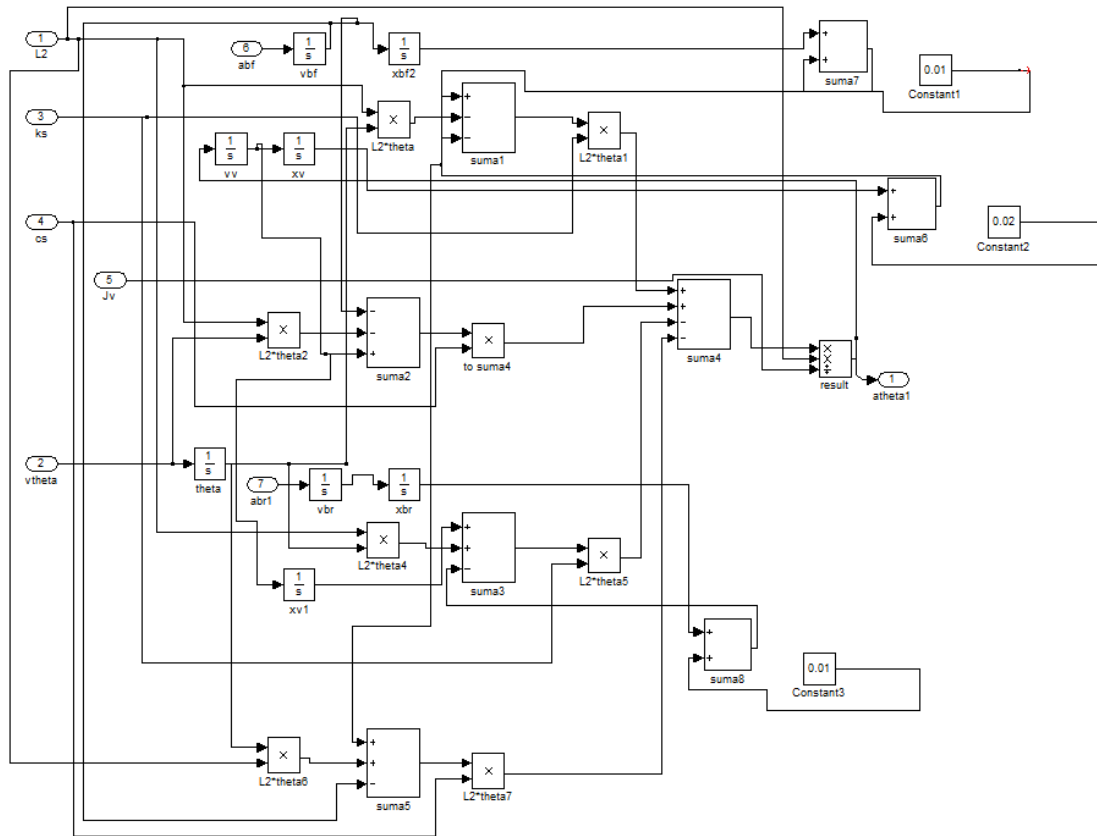 1
L2
6
abf
1
s
vbf
1
s
xbf2
+
+
suma7
0.01
Constant1
3
ks
×
L2*theta
+
−
−
suma1
×
L2*theta1
1
s
vv
1
s
xv
+
+
suma6
0.02
Constant2
4
cs
5
Jv
×
L2*theta2
−
−
+
suma2
×
to suma4
+
+
−
−
suma4
×
×
÷
result
1
atheta1
2
vtheta
1
s
theta
7
abr1
1
s
vbr
1
s
xbr
×
L2*theta4
+
+
−
suma3
×
L2*theta5
1
s
xv1
+
+
suma8
0.01
Constant3
×
L2*theta6
+
+
−
suma5
×
L2*theta7